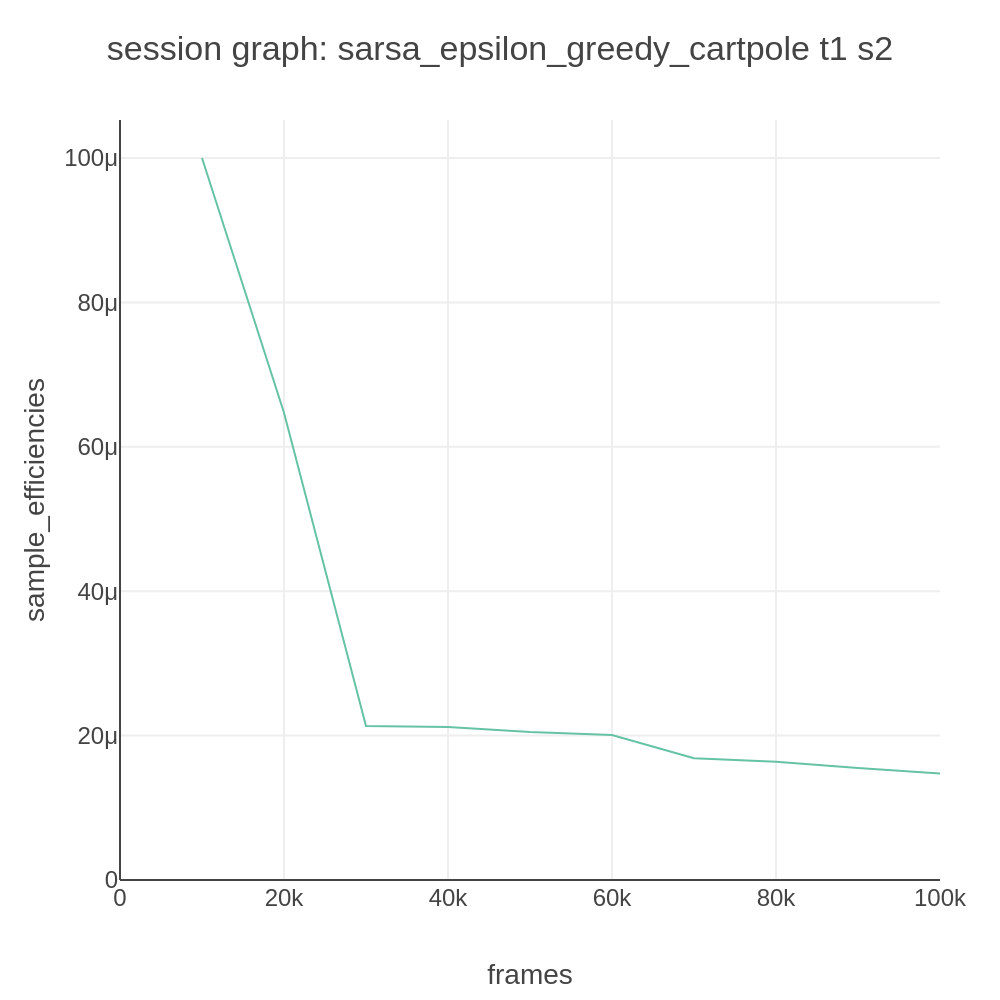 session graph: sarsa_epsilon_greedy_cartpole t1 s2
100μ
80μ
60μ
40μ
20μ
0
sample_efficiencies
0 20k 40k 60k 80k 100k
frames